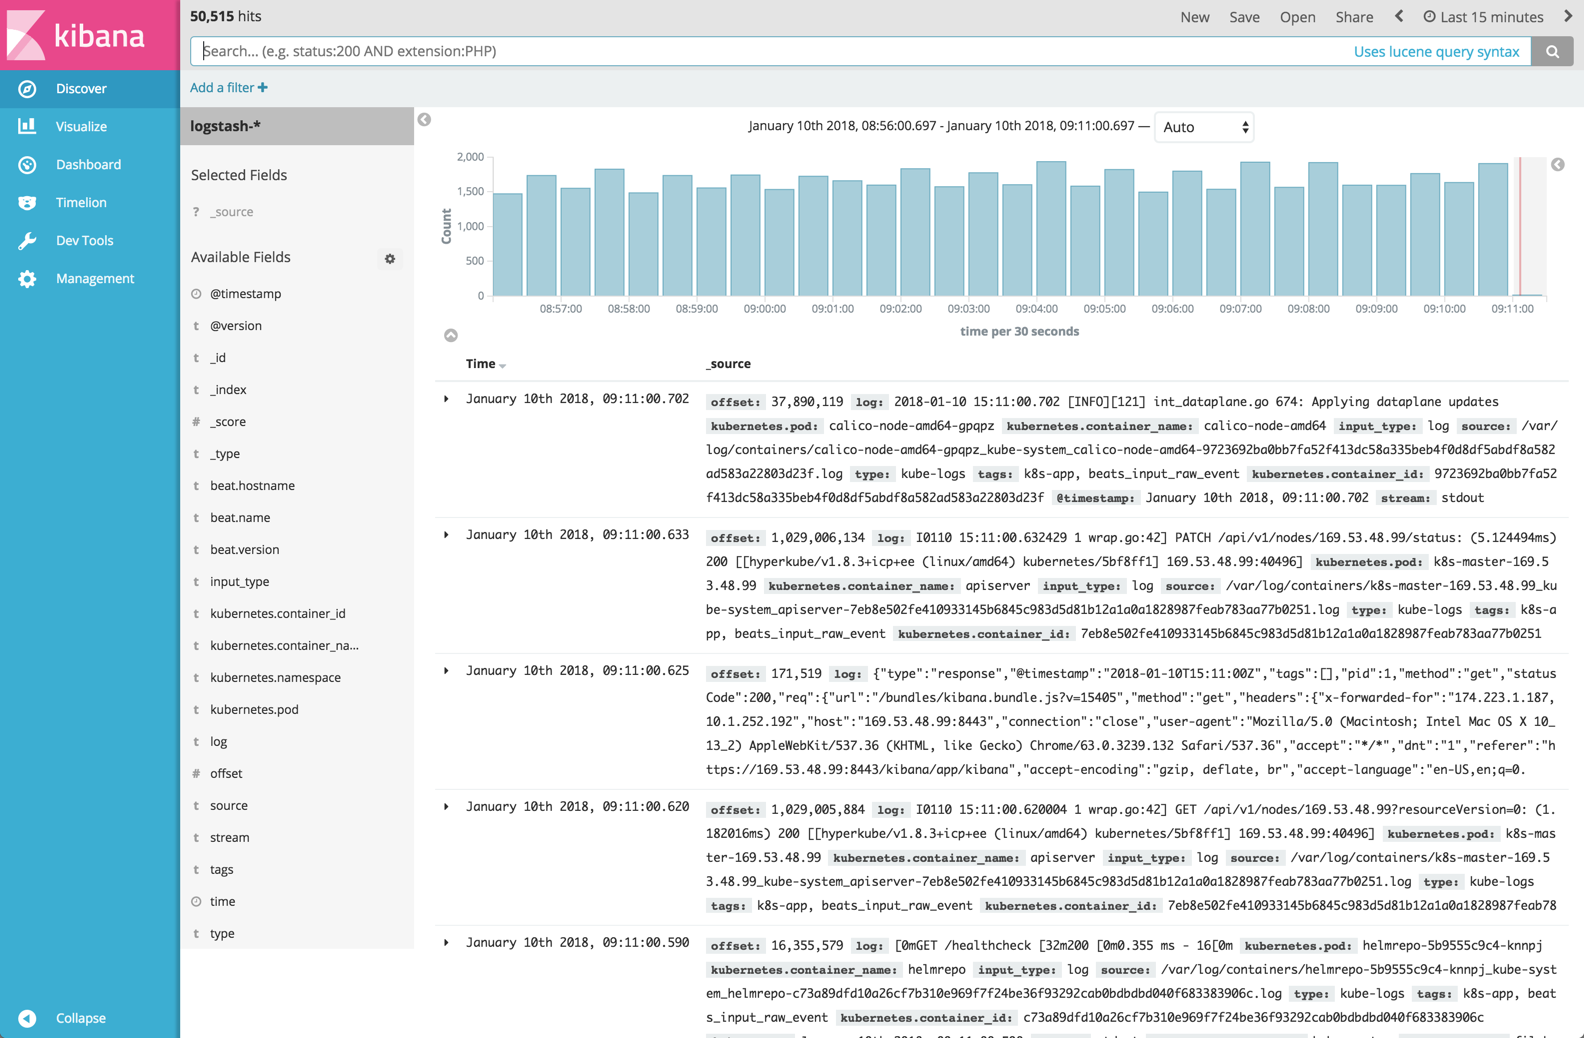 kibana
Discover
Visualize
Dashboard
Timelion
Dev Tools
Management
Collapse
50,515 hits
New Save Open Share Last 15 minutes
Search... (e.g. status:200 AND extension:PHP) Uses lucene query syntax
Add a filter
logstash-*
Selected Fields
? _source
Available Fields
@timestamp
t @version
t _id
t _index
# _score
t _type
t beat.hostname
t beat.name
t beat.version
t input_type
t kubernetes.container_id
t kubernetes.container_na...
t kubernetes.namespace
t kubernetes.pod
t log
# offset
t source
t stream
t tags
time
t type
January 10th 2018, 08:56:00.697 - January 10th 2018, 09:11:00.697 — Auto
2,000
1,500
1,000
500
0
Count
08:57:00 08:58:00 08:59:00 09:00:00 09:01:00 09:02:00 09:03:00 09:04:00 09:05:00 09:06:00 09:07:00 09:08:00 09:09:00 09:10:00 09:11:00
time per 30 seconds
Time _source
January 10th 2018, 09:11:00.702 offset: 37,890,119 log: 2018-01-10 15:11:00.702 [INFO][121] int_dataplane.go 674: Applying dataplane updates
kubernetes.pod: calico-node-amd64-gpqpz kubernetes.container_name: calico-node-amd64 input_type: log source: /var/
log/containers/calico-node-amd64-gpqpz_kube-system_calico-node-amd64-9723692ba0bb7fa52f413dc58a335beb4f0d8df5abdf8a582
ad583a22803d23f.log type: kube-logs tags: k8s-app, beats_input_raw_event kubernetes.container_id: 9723692ba0bb7fa52
f413dc58a335beb4f0d8df5abdf8a582ad583a22803d23f @timestamp: January 10th 2018, 09:11:00.702 stream: stdout
January 10th 2018, 09:11:00.633 offset: 1,029,006,134 log: I0110 15:11:00.632429 1 wrap.go:42] PATCH /api/v1/nodes/169.53.48.99/status: (5.124494ms)
200 [[hyperkube/v1.8.3+icp+ee (linux/amd64) kubernetes/5bf8ff1] 169.53.48.99:40496] kubernetes.pod: k8s-master-169.5
3.48.99 kubernetes.container_name: apiserver input_type: log source: /var/log/containers/k8s-master-169.53.48.99_ku
be-system_apiserver-7eb8e502fe410933145b6845c983d5d81b12a1a0a1828987feab783aa77b0251.log type: kube-logs tags: k8s-a
pp, beats_input_raw_event kubernetes.container_id: 7eb8e502fe410933145b6845c983d5d81b12a1a0a1828987feab783aa77b0251
January 10th 2018, 09:11:00.625 offset: 171,519 log: {"type":"response","@timestamp":"2018-01-10T15:11:00Z","tags":[],"pid":1,"method":"get","status
Code":200,"req":{"url":"/bundles/kibana.bundle.js?v=15405","method":"get","headers":{"x-forwarded-for":"174.223.1.187,
10.1.252.192","host":"169.53.48.99:8443","connection":"close","user-agent":"Mozilla/5.0 (Macintosh; Intel Mac OS X 10_
13_2) AppleWebKit/537.36 (KHTML, like Gecko) Chrome/63.0.3239.132 Safari/537.36","accept":"*/*","dnt":"1","referer":"h
ttps://169.53.48.99:8443/kibana/app/kibana","accept-encoding":"gzip, deflate, br","accept-language":"en-US,en;q=0.
January 10th 2018, 09:11:00.620 offset: 1,029,005,884 log: I0110 15:11:00.620004 1 wrap.go:42] GET /api/v1/nodes/169.53.48.99?resourceVersion=0: (1.
182016ms) 200 [[hyperkube/v1.8.3+icp+ee (linux/amd64) kubernetes/5bf8ff1] 169.53.48.99:40496] kubernetes.pod: k8s-mas
ter-169.53.48.99 kubernetes.container_name: apiserver input_type: log source: /var/log/containers/k8s-master-169.5
3.48.99_kube-system_apiserver-7eb8e502fe410933145b6845c983d5d81b12a1a0a1828987feab783aa77b0251.log type: kube-logs
tags: k8s-app, beats_input_raw_event kubernetes.container_id: 7eb8e502fe410933145b6845c983d5d81b12a1a0a1828987feab78
January 10th 2018, 09:11:00.590 offset: 16,355,579 log: [0mGET /healthcheck [32m200 [0m0.355 ms - 16[0m kubernetes.pod: helmrepo-5b9555c9c4-knnpj
kubernetes.container_name: helmrepo input_type: log source: /var/log/containers/helmrepo-5b9555c9c4-knnpj_kube-syst
em_helmrepo-c73a89dfd10a26cf7b310e969f7f24be36f93292cab0bdbdbd040f683383906c.log type: kube-logs tags: k8s-app, beat
s_input_raw_event kubernetes.container_id: c73a89dfd10a26cf7b310e969f7f24be36f93292cab0bdbdbd040f683383906c